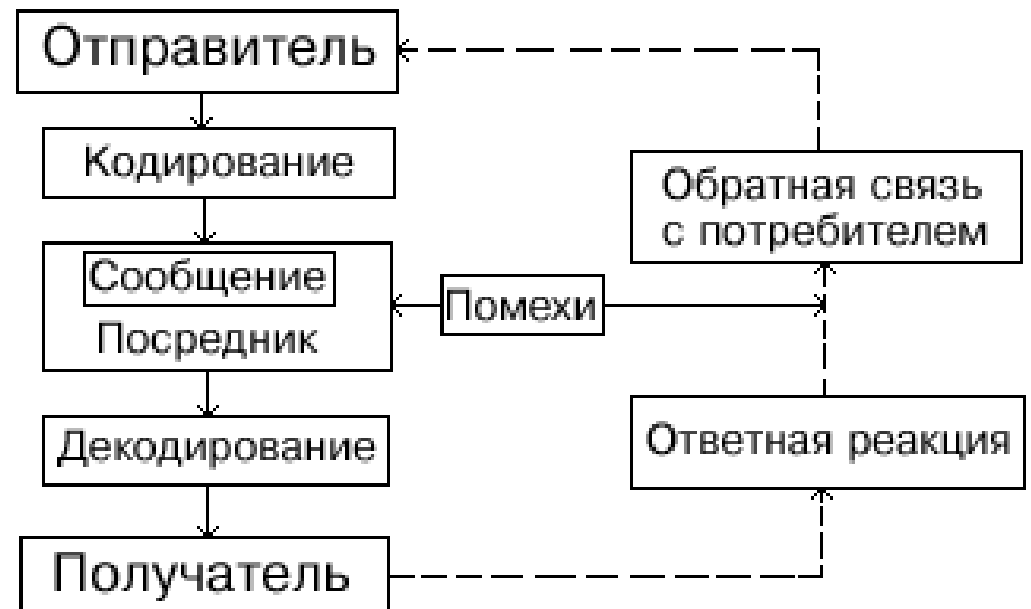 Отправитель
Кодирование
Сообщение
Посредник
Декодирование
Получатель
Помехи
Обратная связь
с потребителем
Ответная реакция